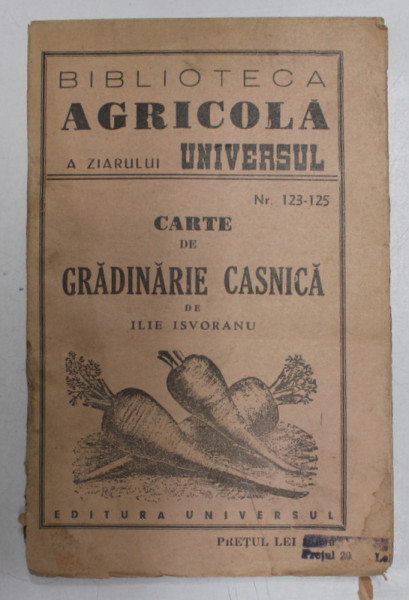 BIBLIOTECA
AGRICOLĂ
A ZIARULUI UNIVERSUL
Nr. 123-125
CARTE
DE
GRĂDINĂRIE CASNICĂ
DE
ILIE ISVORANU
EDITURA UNIVERSUL
PREȚUL LEI
Prețul 20